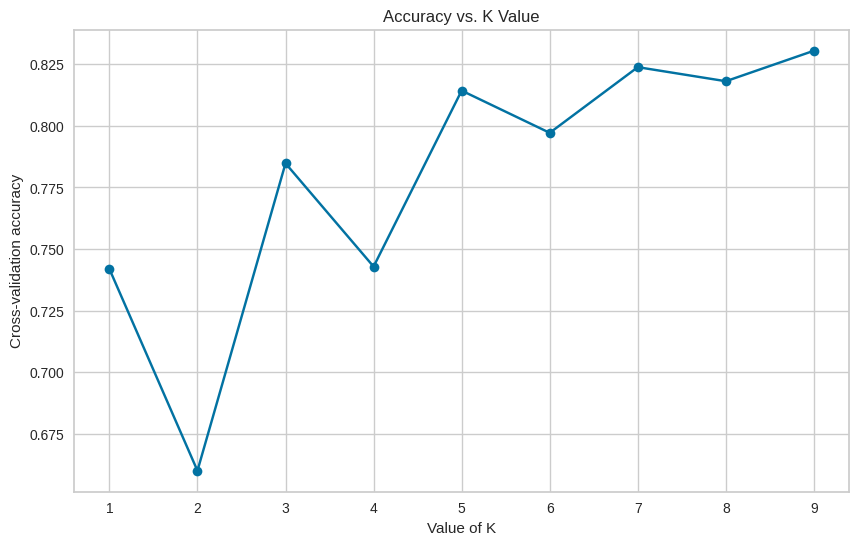 Accuracy vs. K Value
Cross-validation accuracy
0.825
0.800
0.775
0.750
0.725
0.700
0.675
1 2 3 4 5 6 7 8 9
Value of K